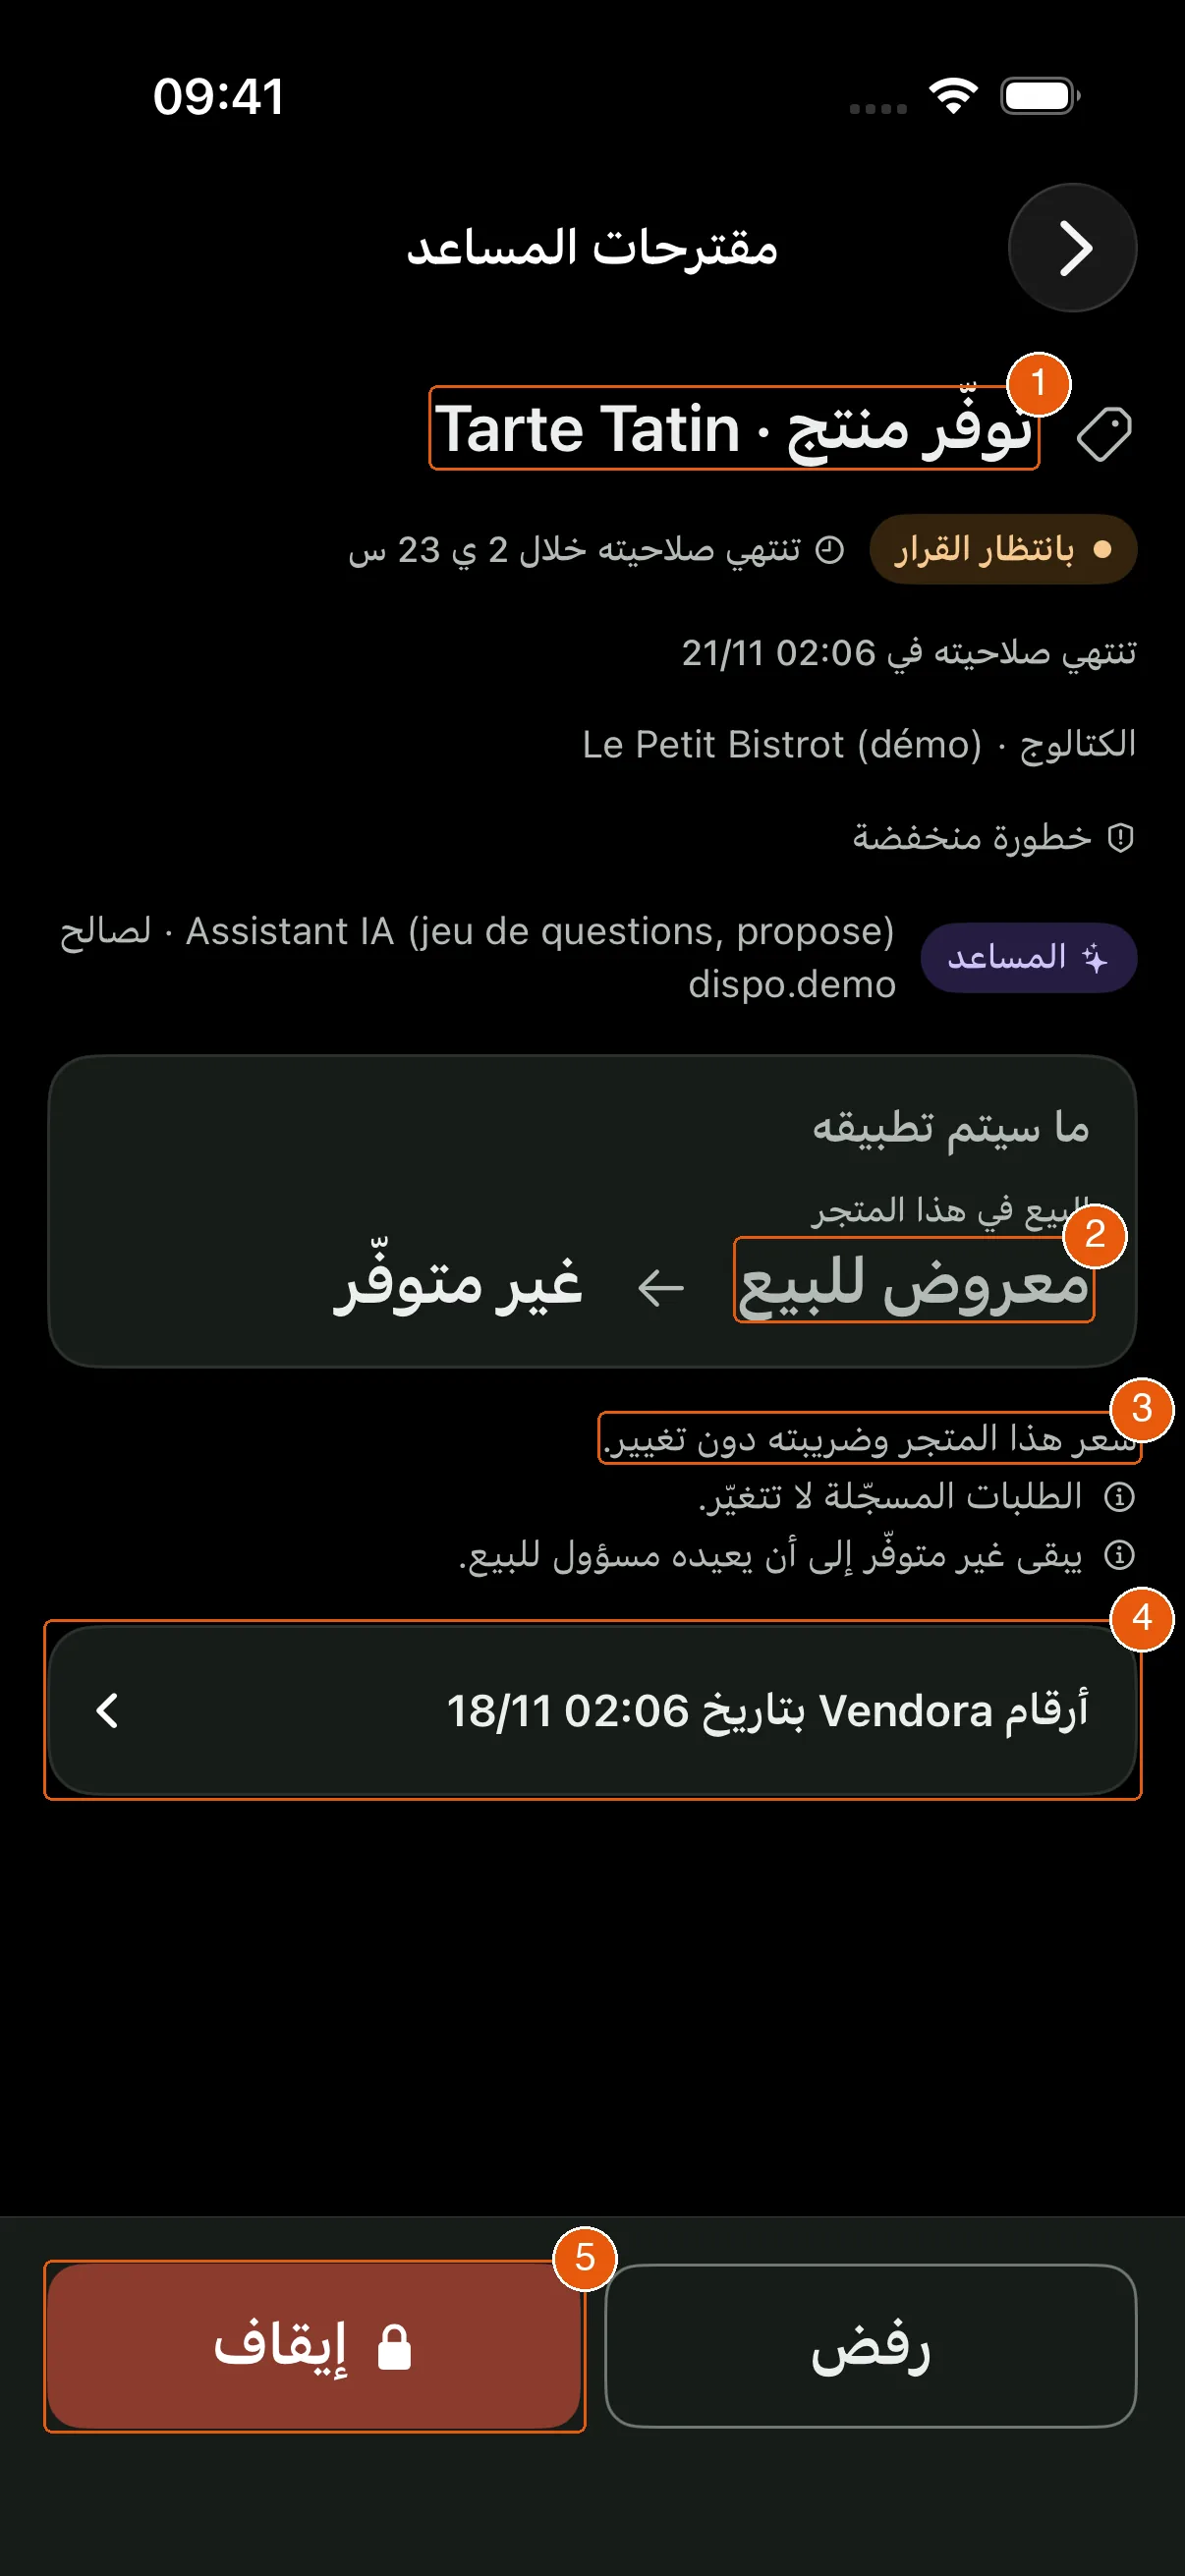 09:41
مقترحات المساعد
1
توفّر منتج · Tarte Tatin
بانتظار القرار
تنتهي صلاحيته خلال 2 ي 23 س
تنتهي صلاحيته في 21/11 02:06
الكتالوج · Le Petit Bistrot (démo)
خطورة منخفضة
المساعد
Assistant IA (jeu de questions, propose) · لصالح
dispo.demo
ما سيتم تطبيقه
البيع في هذا المتجر
2
معروض للبيع ← غير متوفّر
3
سعر هذا المتجر وضريبته دون تغيير.
الطلبات المسجّلة لا تتغيّر.
يبقى غير متوفّر إلى أن يعيده مسؤول للبيع.
4
أرقام Vendora بتاريخ 18/11 02:06
5
رفض
إيقاف